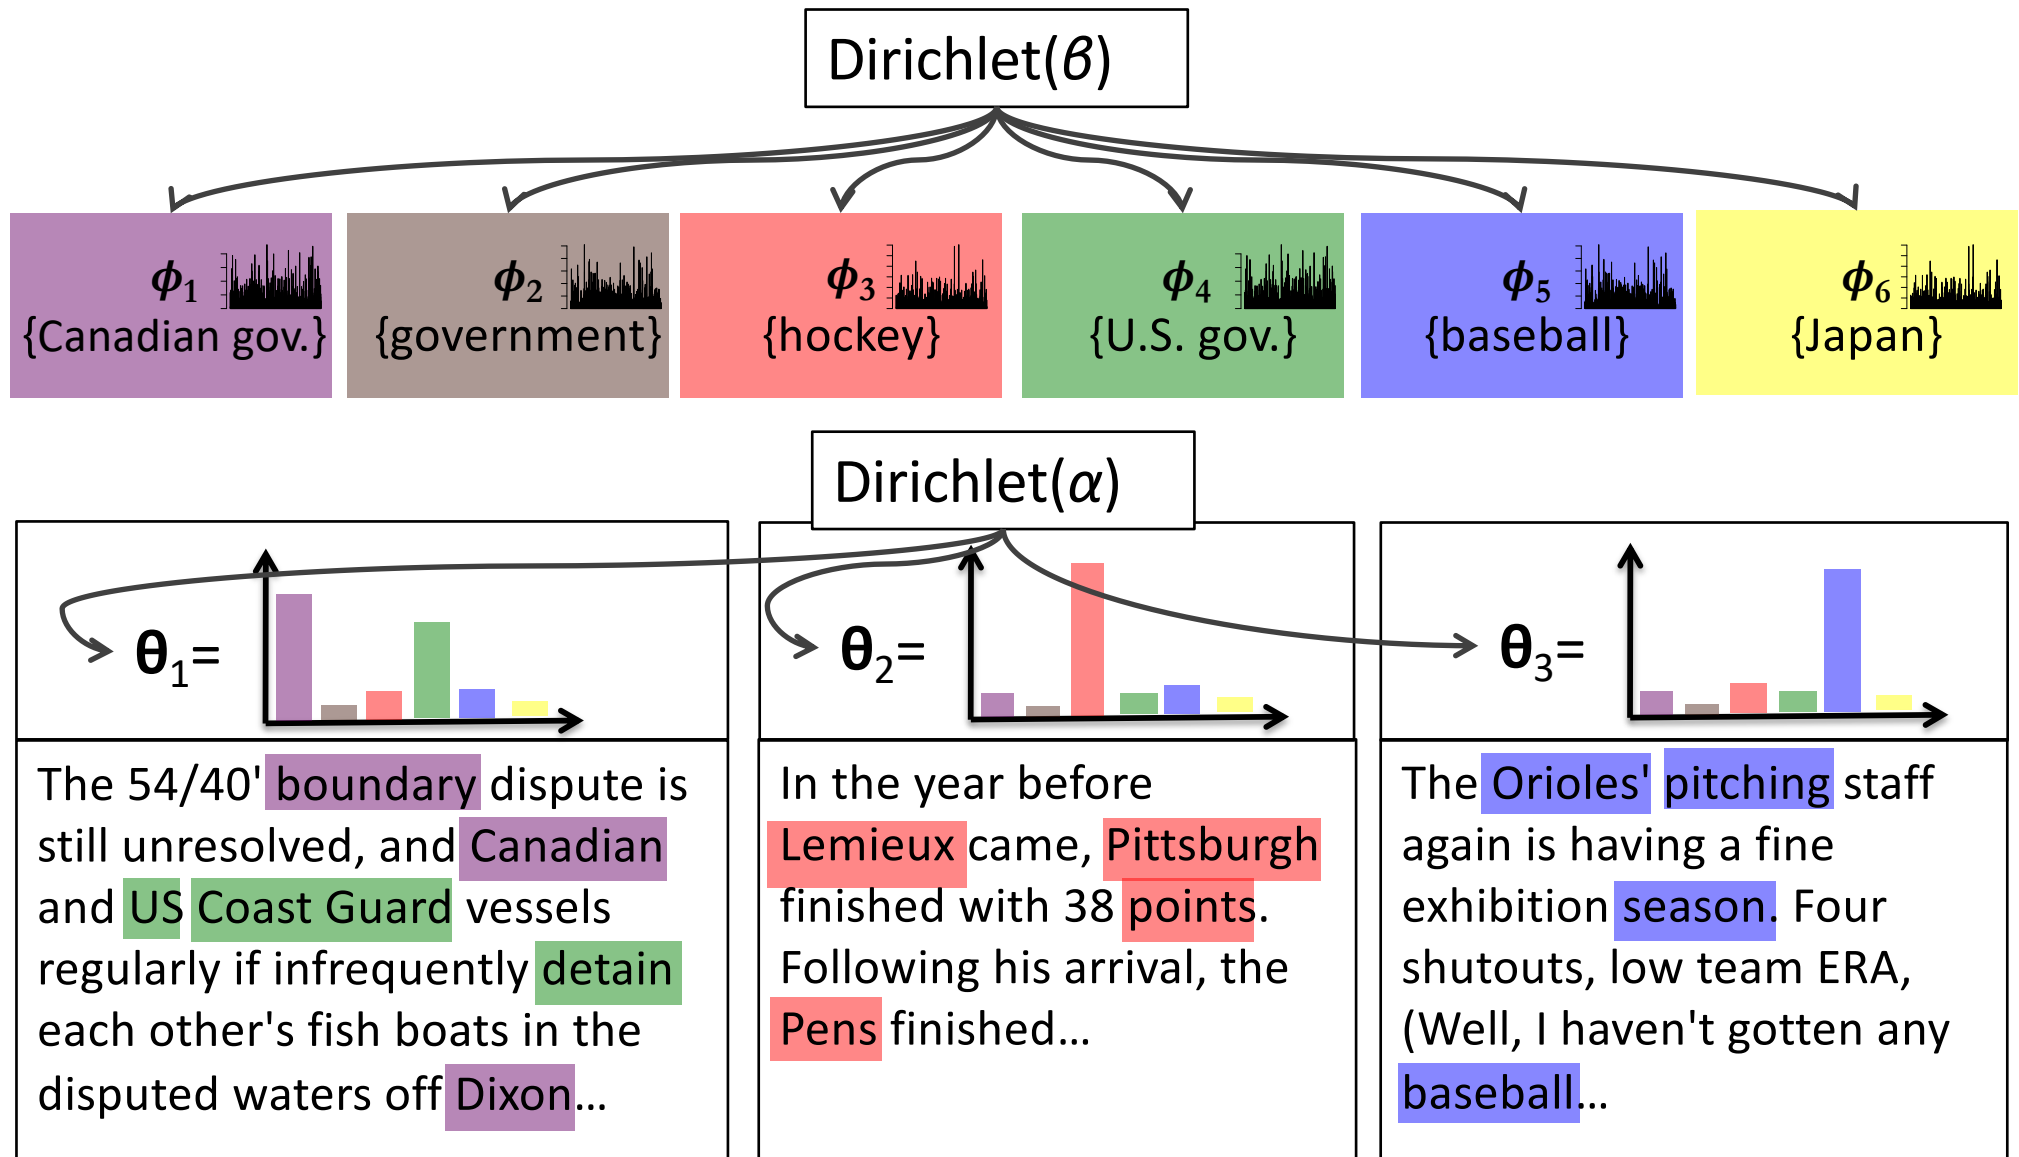 Dirichlet(β)
ϕ1
{Canadian gov.}
ϕ2
{government}
ϕ3
{hockey}
ϕ4
{U.S. gov.}
ϕ5
{baseball}
ϕ6
{Japan}
Dirichlet(α)
θ1=
θ2=
θ3=
The 54/40' boundary dispute is
still unresolved, and Canadian
and US Coast Guard vessels
regularly if infrequently detain
each other's fish boats in the
disputed waters off Dixon…
In the year before
Lemieux came, Pittsburgh
finished with 38 points.
Following his arrival, the
Pens finished…
The Orioles' pitching staff
again is having a fine
exhibition season. Four
shutouts, low team ERA,
(Well, I haven't gotten any
baseball…